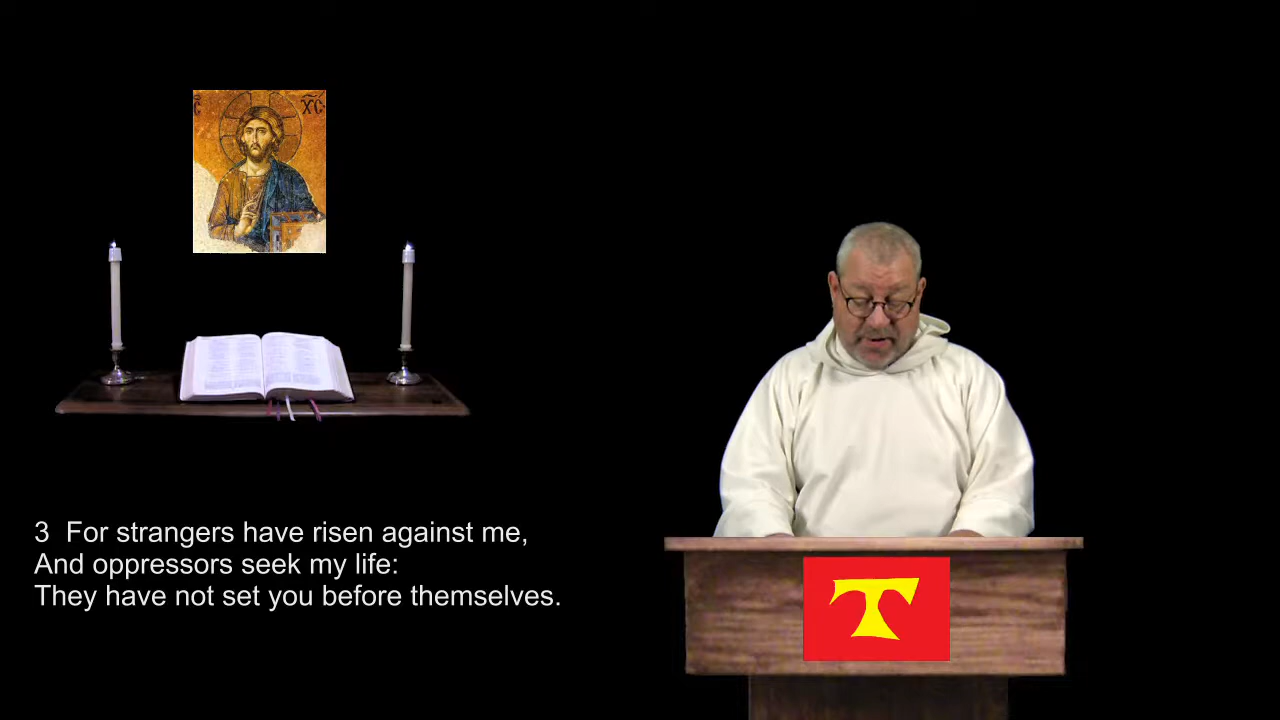 C XC
3 For strangers have risen against me,
And oppressors seek my life:
They have not set you before themselves.
T